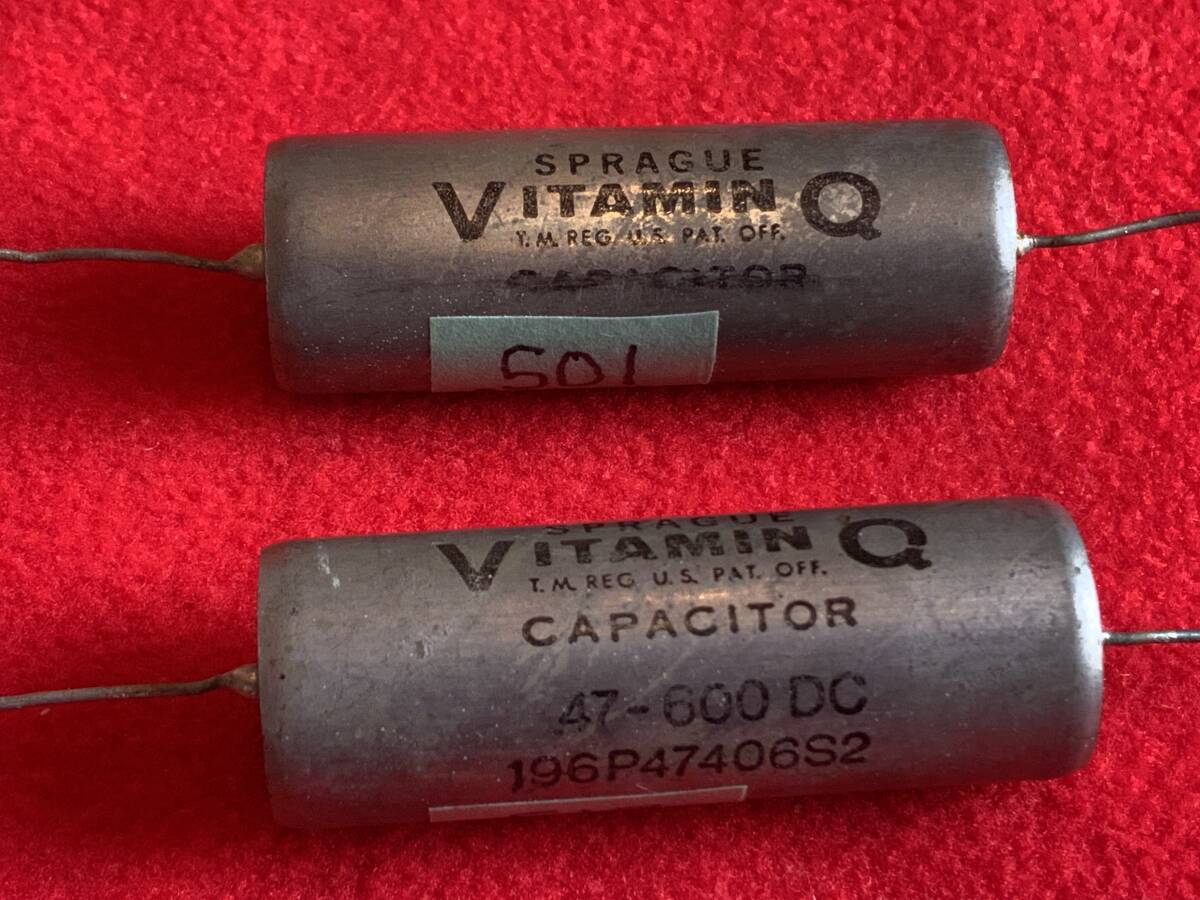 SPRAGUE
VITAMIN Q
T.M. REG. U.S. PAT. OFF.
CAPACITOR
501
SPRAGUE
VITAMIN Q
T.M. REG. U.S. PAT. OFF.
CAPACITOR
.47-600 DC
196P47406S2